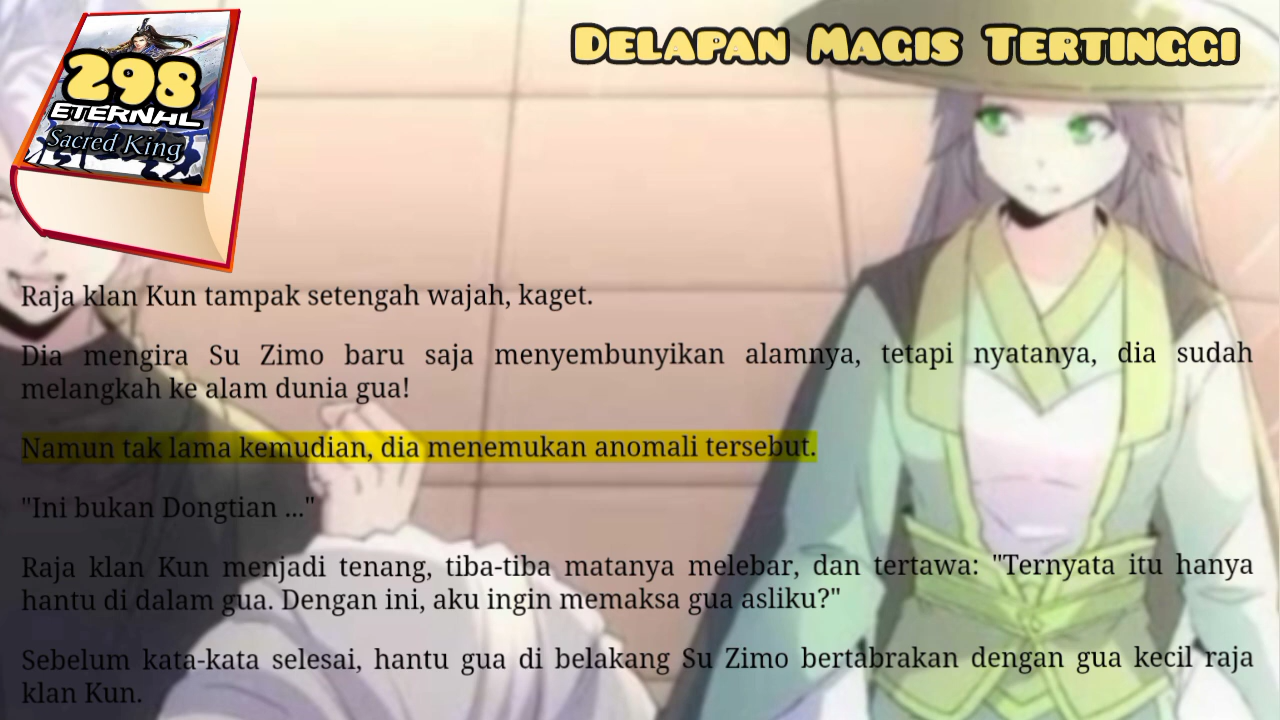 298
ETERNAL
Sacred King
DELAPAN MAGIS TERTINGGI
Raja klan Kun tampak setengah wajah, kaget.
Dia mengira Su Zimo baru saja menyembunyikan alamnya, tetapi nyatanya, dia sudah
melangkah ke alam dunia gua!
Namun tak lama kemudian, dia menemukan anomali tersebut.
"Ini bukan Dongtian ..."
Raja klan Kun menjadi tenang, tiba-tiba matanya melebar, dan tertawa: "Ternyata itu hanya
hantu di dalam gua. Dengan ini, aku ingin memaksa gua asliku?"
Sebelum kata-kata selesai, hantu gua di belakang Su Zimo bertabrakan dengan gua kecil raja
klan Kun.